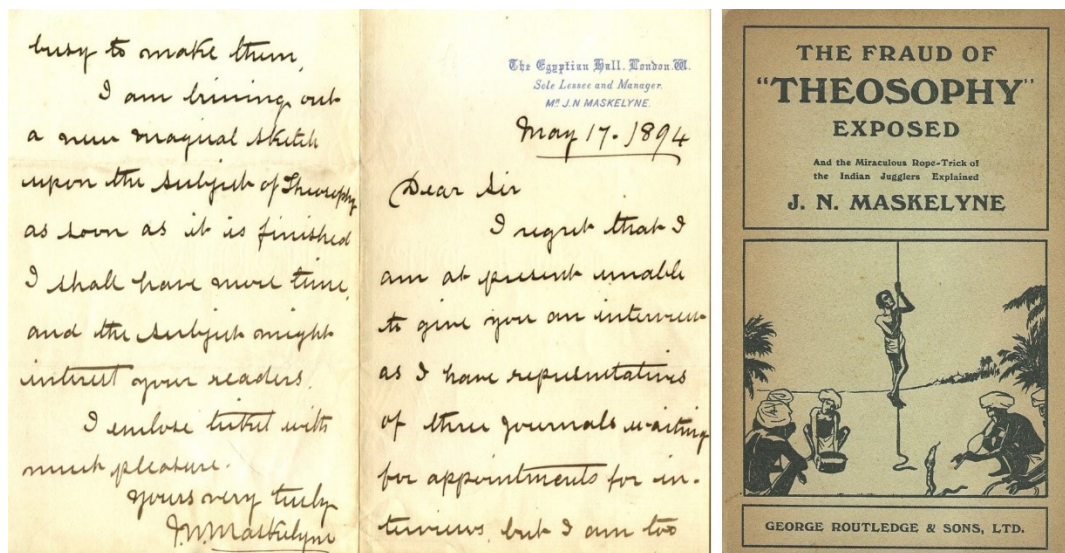 The Egyptian Hall. London. W.
Sole Lessee and Manager,
Mr. J. N MASKELYNE.
May 17. 1894
Dear Sir
I regret that I
am at present unable
to give you an interview
as I have representatives
of three Journals waiting
for appointments for in-
terviews, but I am too
busy to make them.
I am brining out
a new magical sketch
upon the subject of Theosophy
as soon as it is finished
I shall have more time,
and the subject might
interest your readers.
I enclose ticket with
much pleasure.
Yours very truly
J. N. Maskelyne
THE FRAUD OF
"THEOSOPHY"
EXPOSED
And the Miraculous Rope-Trick of
the Indian Jugglers Explained
J. N. MASKELYNE
GEORGE ROUTLEDGE & SONS, LTD.